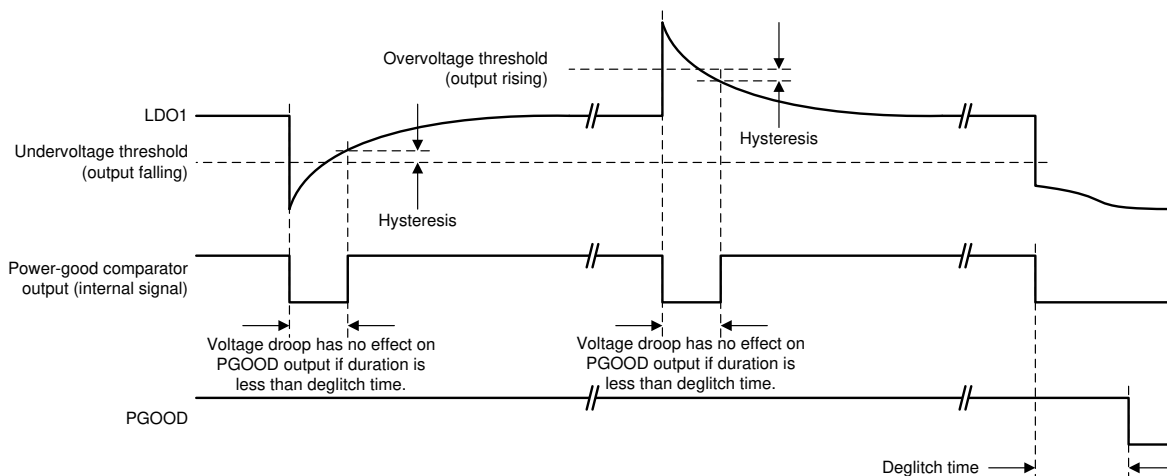 Overvoltage threshold
(output rising)
LDO1
Hysteresis
Undervoltage threshold
(output falling)
Hysteresis
Power-good comparator
output (internal signal)
Voltage droop has no effect on
PGOOD output if duration is
less than deglitch time.
Voltage droop has no effect on
PGOOD output if duration is
less than deglitch time.
PGOOD
Deglitch time